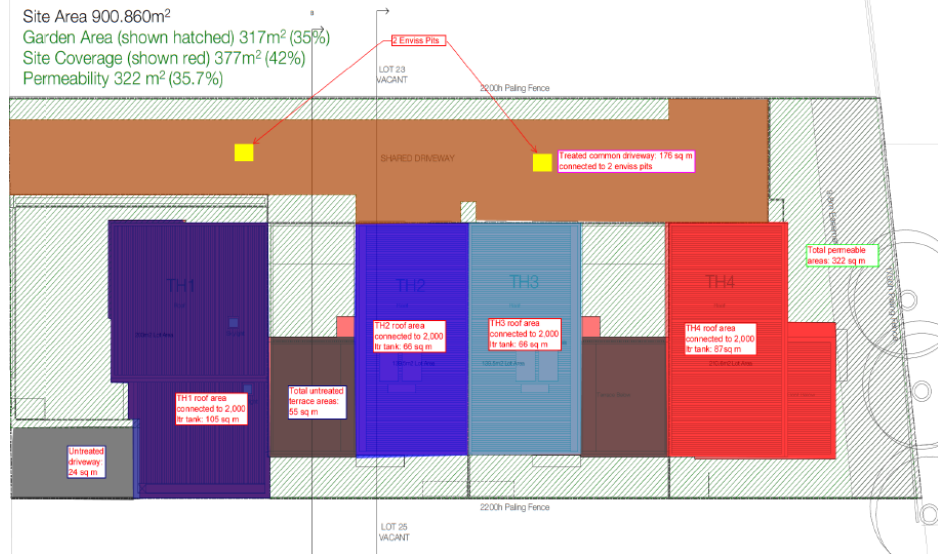 Site Area 900.860m²
Garden Area (shown hatched) 317m² (35%)
Site Coverage (shown red) 377m² (42%)
Permeability 322 m² (35.7%)
2 Enviss Pits
LOT 23
VACANT
2200h Paling Fence
SHARED DRIVEWAY
Treated common driveway: 176 sq m
connected to 2 enviss pits
Total permeable
areas: 322 sq m
TH1
TH2
TH3
TH4
TH2 roof area
connected to 2,000
ltr tank: 66 sq m
TH3 roof area
connected to 2,000
ltr tank: 66 sq m
TH4 roof area
connected to 2,000
ltr tank: 87sq m
TH1 roof area
connected to 2,000
ltr tank: 105 sq m
Total untreated
terrace areas:
55 sq m
Untreated
driveway:
24 sq m
2200h Paling Fence
LOT 25
VACANT